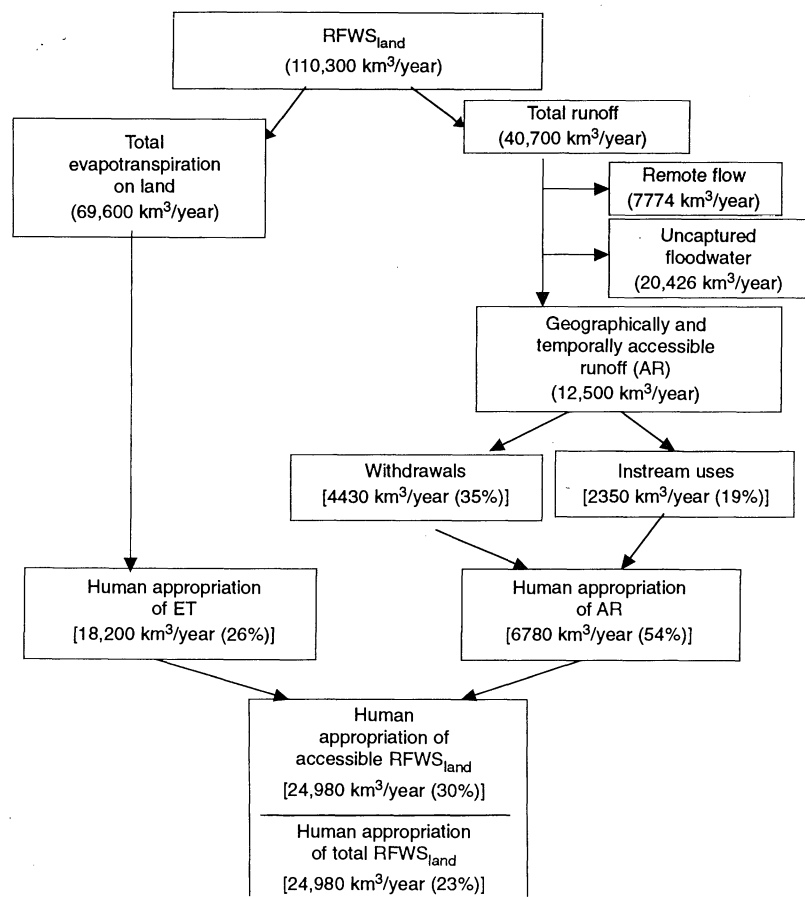 RFWSland
(110,300 km³/year)
Total runoff
(40,700 km³/year)
Total
evapotranspiration
on land
(69,600 km³/year)
Remote flow
(7774 km³/year)
Uncaptured
floodwater
(20,426 km³/year)
Geographically and
temporally accessible
runoff (AR)
(12,500 km³/year)
Withdrawals
[4430 km³/year (35%)]
Instream uses
[2350 km³/year (19%)]
Human appropriation
of ET
[18,200 km³/year (26%)]
Human appropriation
of AR
[6780 km³/year (54%)]
Human
appropriation of
accessible RFWSland
[24,980 km³/year (30%)]
Human appropriation
of total RFWSland
[24,980 km³/year (23%)]